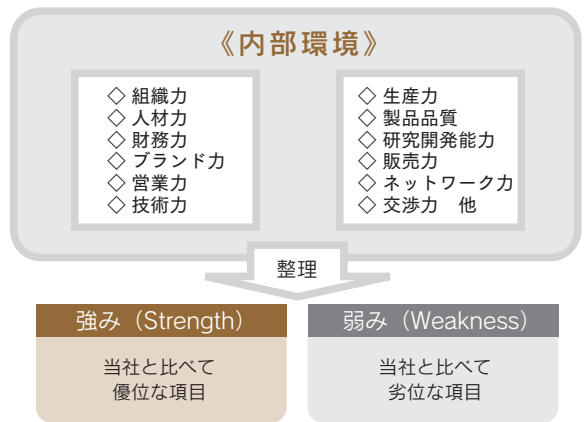 《内部環境》
◇ 組織力
◇ 人材力
◇ 財務力
◇ ブランド力
◇ 営業力
◇ 技術力
◇ 生産力
◇ 製品品質
◇ 研究開発能力
◇ 販売力
◇ ネットワーク力
◇ 交渉力　他
整理
強み（Strength）
当社と比べて
優位な項目
弱み（Weakness）
当社と比べて
劣位な項目